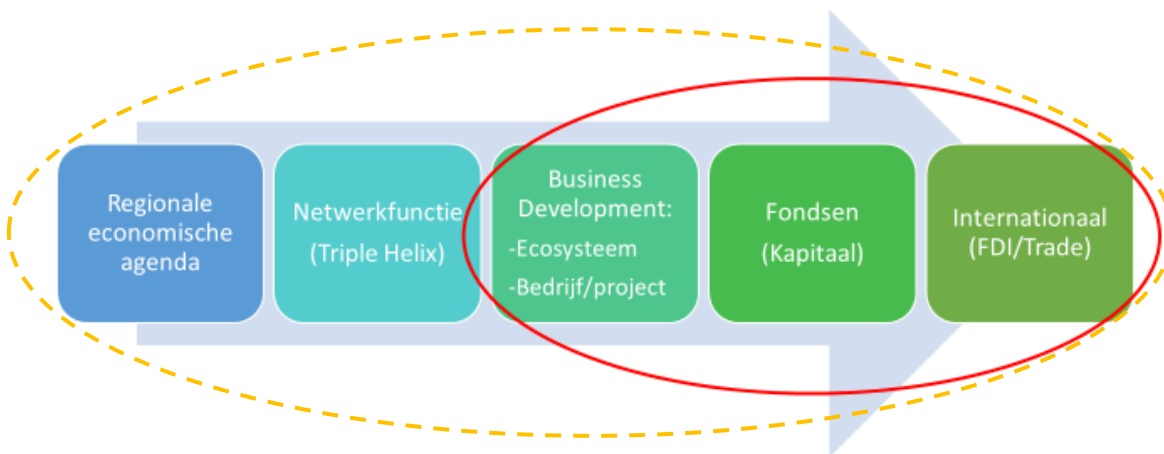 Regionale
economische
agenda
Netwerkfunctie
(Triple Helix)
Business
Development:
-Ecosysteem
-Bedrijf/project
Fondsen
(Kapitaal)
Internationaal
(FDI/Trade)